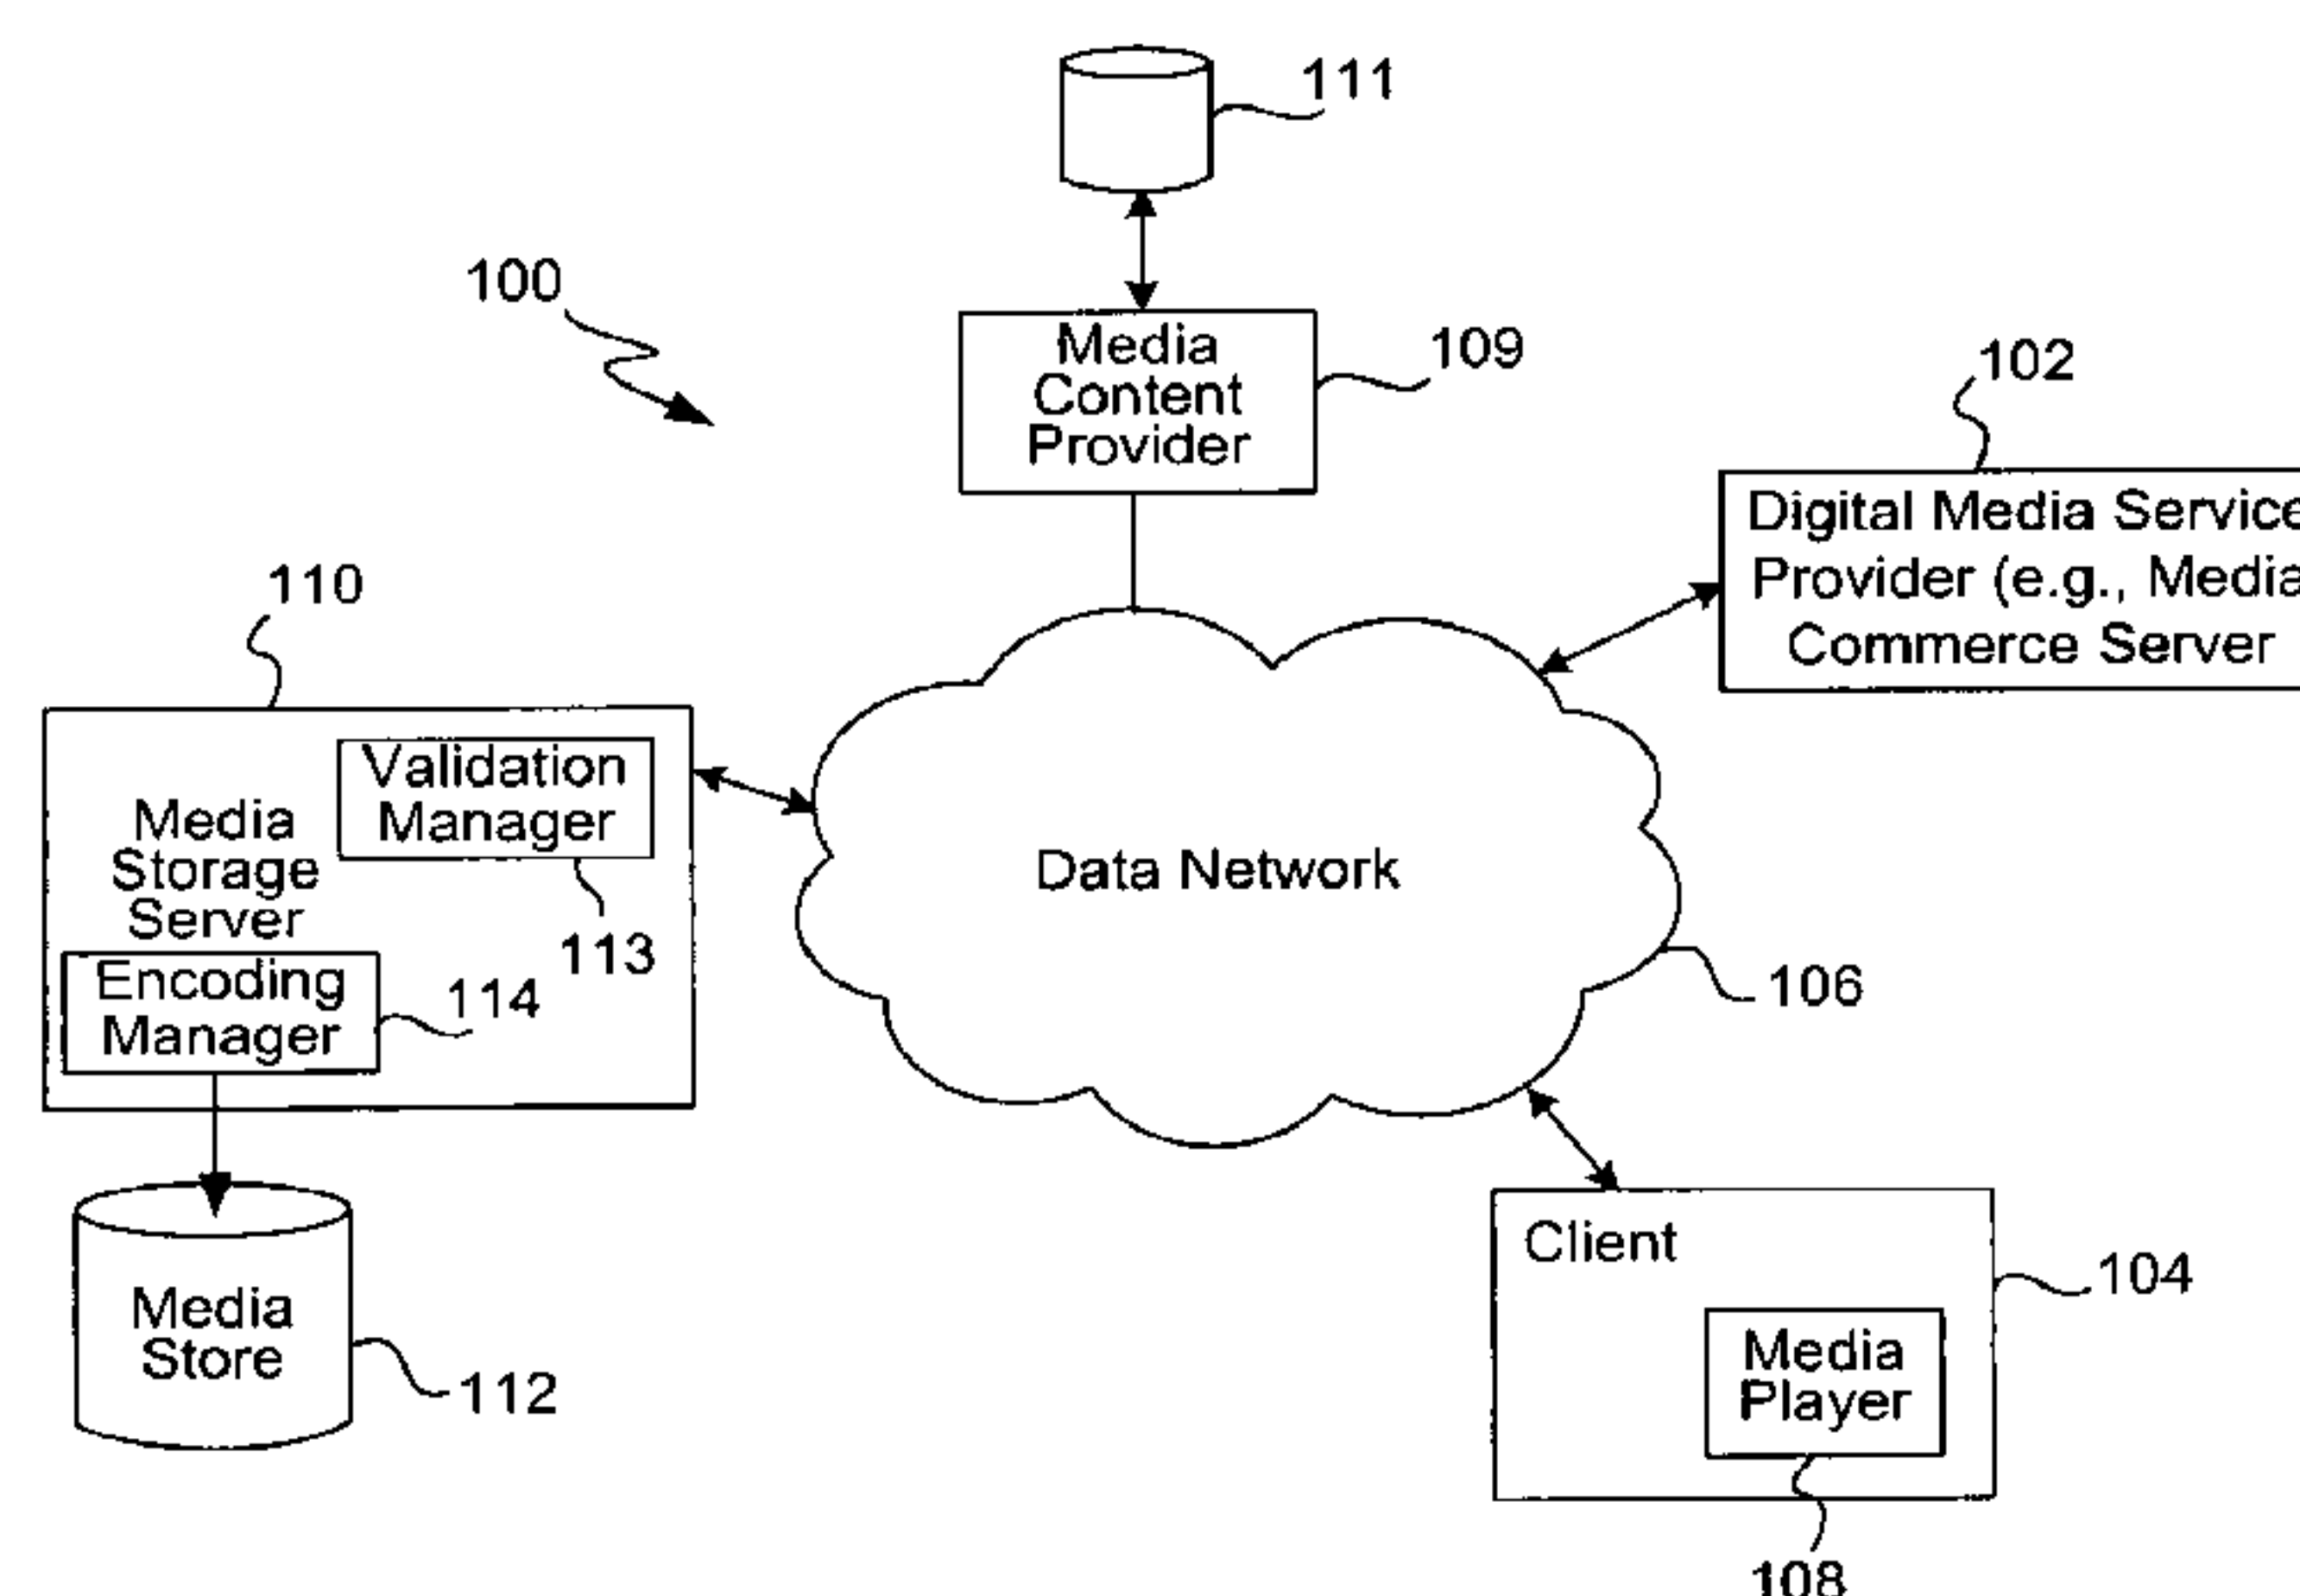 111
100
Media
Content
Provider
109
102
Digital Media Service
Provider (e.g., Media
Commerce Server
110
Validation
Manager
Media
Storage
Server
113
Encoding
Manager
114
Data Network
106
Media
Store
112
Client
104
Media
Player
108